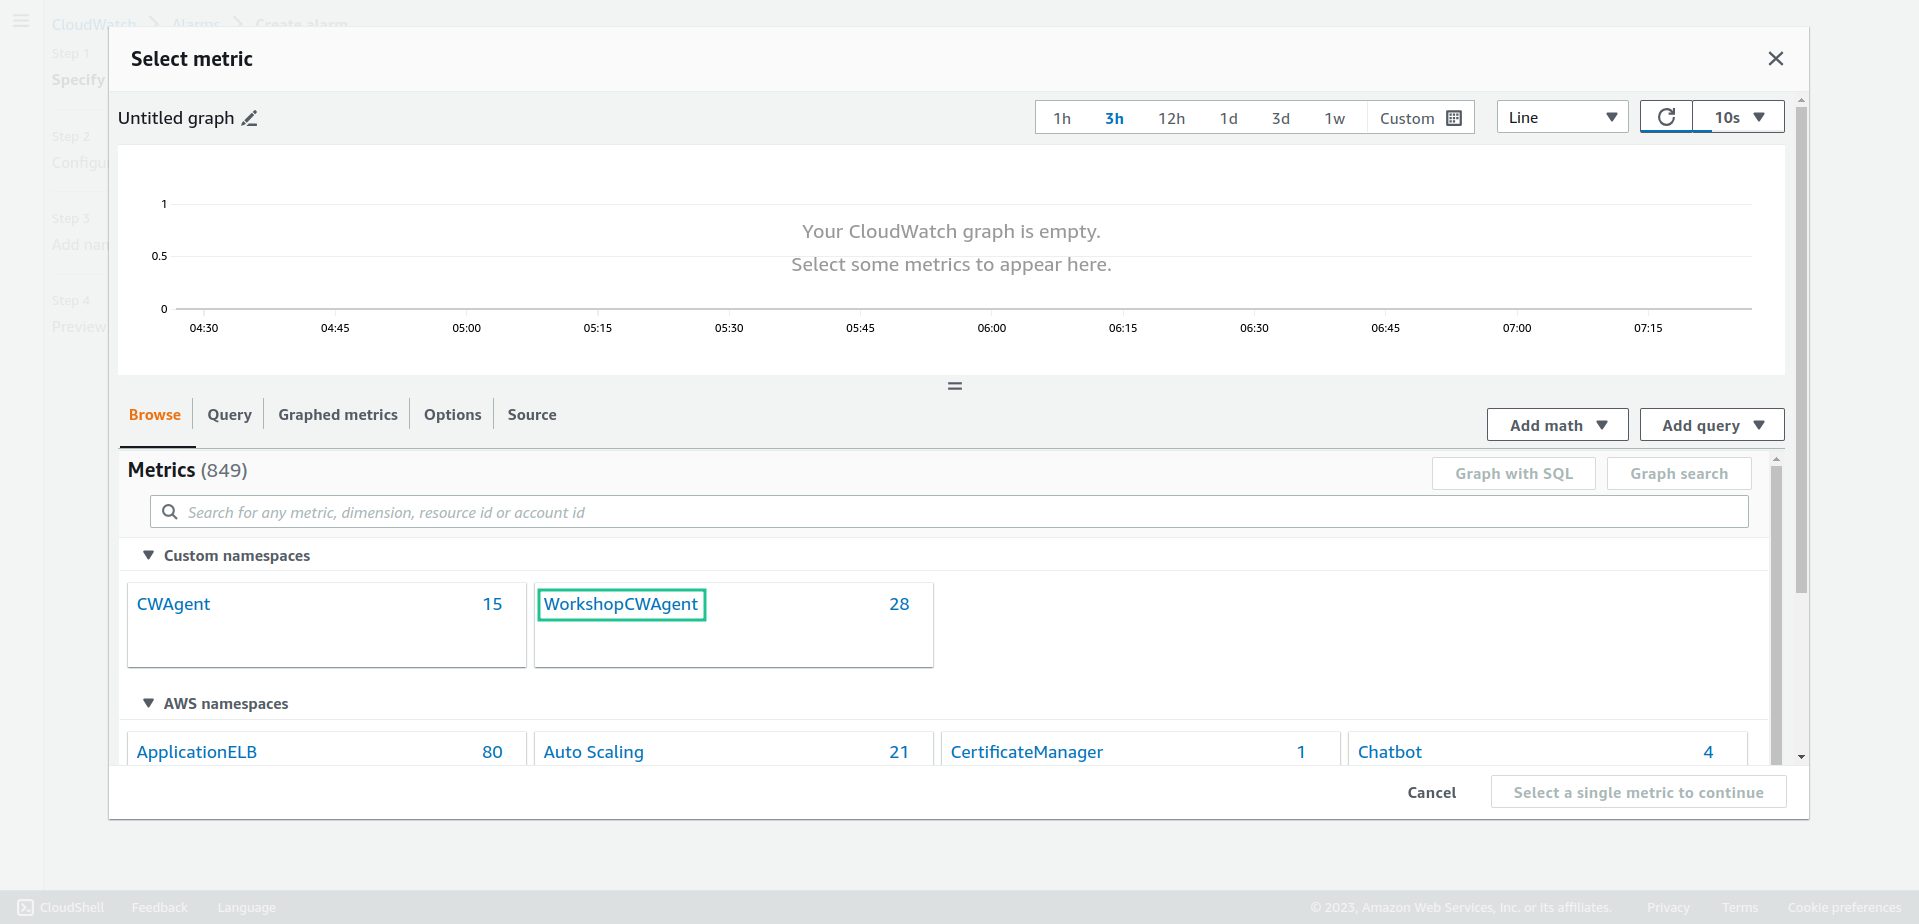 CloudWatch > Alarms > Create alarm
Select metric
Step 1
Specify
Step 2
Configu
Step 3
Add nam
Step 4
Preview
Untitled graph
1h 3h 12h 1d 3d 1w Custom
Line
10s
1
0.5
0
Your CloudWatch graph is empty.
Select some metrics to appear here.
04:30 04:45 05:00 05:15 05:30 05:45 06:00 06:15 06:30 06:45 07:00 07:15
Browse Query Graphed metrics Options Source
Add math Add query
Metrics (849)
Graph with SQL Graph search
Search for any metric, dimension, resource id or account id
Custom namespaces
CWAgent 15 WorkshopCWAgent 28
AWS namespaces
ApplicationELB 80 Auto Scaling 21 CertificateManager 1 Chatbot 4
Cancel Select a single metric to continue
CloudShell Feedback Language © 2023, Amazon Web Services, Inc. or its affiliates. Privacy Terms Cookie preferences